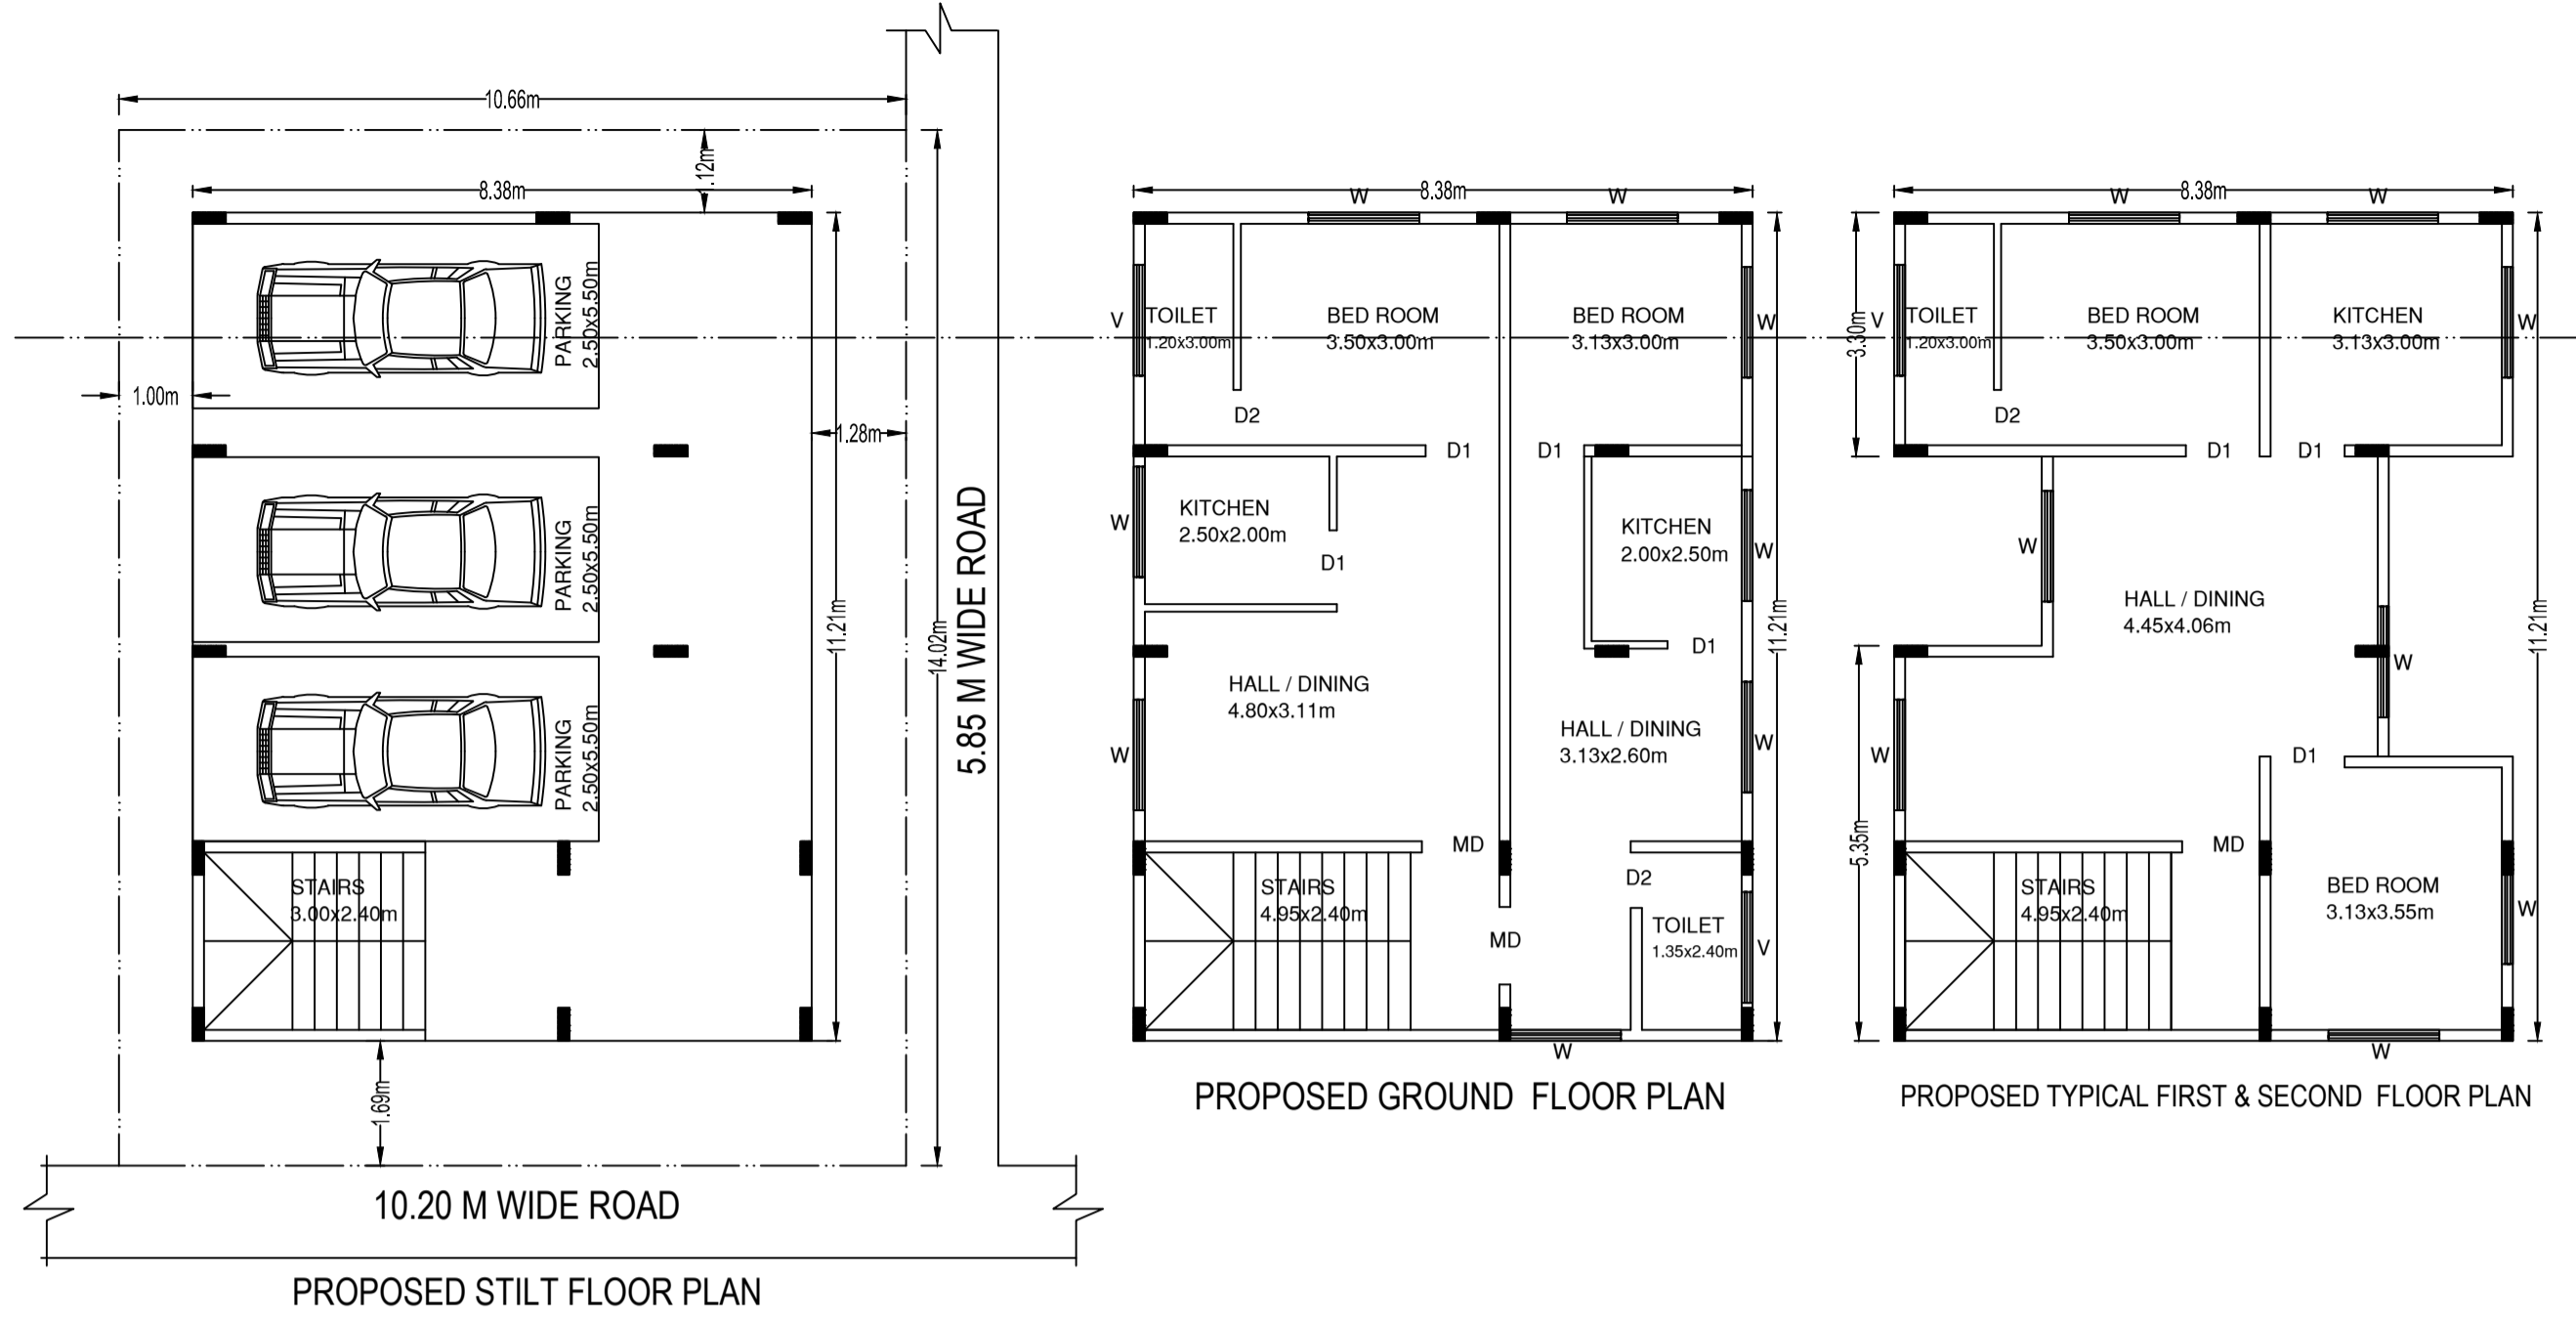 10.66m
1.12m
8.38m
PARKING
2.50x5.50m
1.00m
1.28m
PARKING
2.50x5.50m
11.21m
14.02m
5.85 M WIDE ROAD
PARKING
2.50x5.50m
STAIRS
3.00x2.40m
1.69m
10.20 M WIDE ROAD
PROPOSED STILT FLOOR PLAN
8.38m
W
W
V
TOILET
1.20x3.00m
BED ROOM
3.50x3.00m
BED ROOM
3.13x3.00m
W
D2
D1
D1
W
KITCHEN
2.50x2.00m
D1
KITCHEN
2.00x2.50m
W
D1
11.21m
HALL / DINING
4.80x3.11m
W
HALL / DINING
3.13x2.60m
W
MD
STAIRS
4.95x2.40m
MD
D2
TOILET
1.35x2.40m
V
W
PROPOSED GROUND FLOOR PLAN
8.38m
W
W
3.30m
V
TOILET
1.20x3.00m
BED ROOM
3.50x3.00m
KITCHEN
3.13x3.00m
W
D2
D1
D1
W
HALL / DINING
4.45x4.06m
11.21m
W
W
D1
5.35m
MD
STAIRS
4.95x2.40m
BED ROOM
3.13x3.55m
W
W
PROPOSED TYPICAL FIRST & SECOND FLOOR PLAN